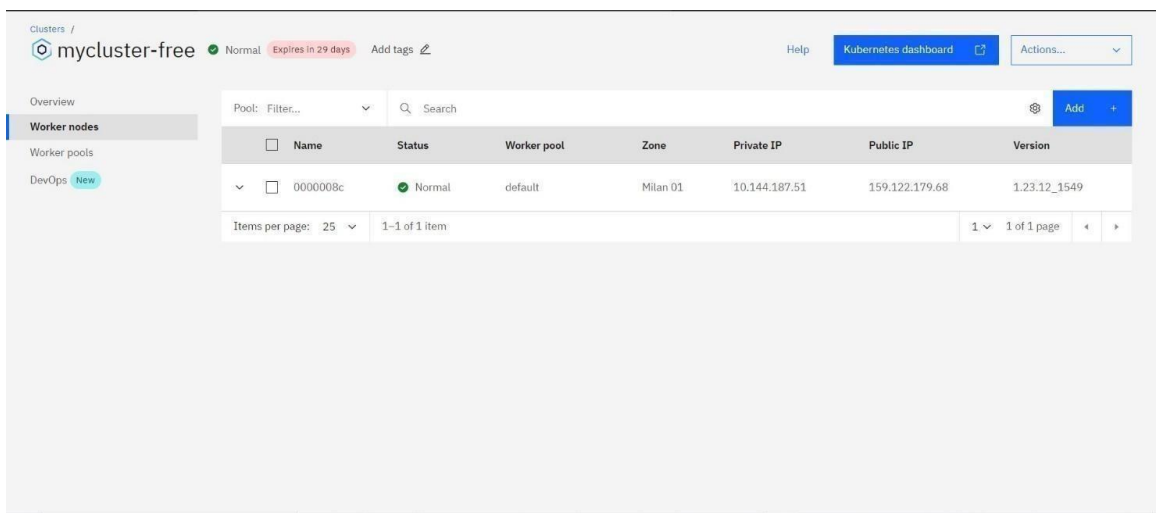 Clusters /
mycluster-free Normal Expires in 29 days Add tags Help Kubernetes dashboard Actions...
Overview
Worker nodes
Worker pools
DevOps New
Pool: Filter... Search Add +
Name Status Worker pool Zone Private IP Public IP Version
0000008c Normal default Milan 01 10.144.187.51 159.122.179.68 1.23.12_1549
Items per page: 25 1–1 of 1 item 1 1 of 1 page